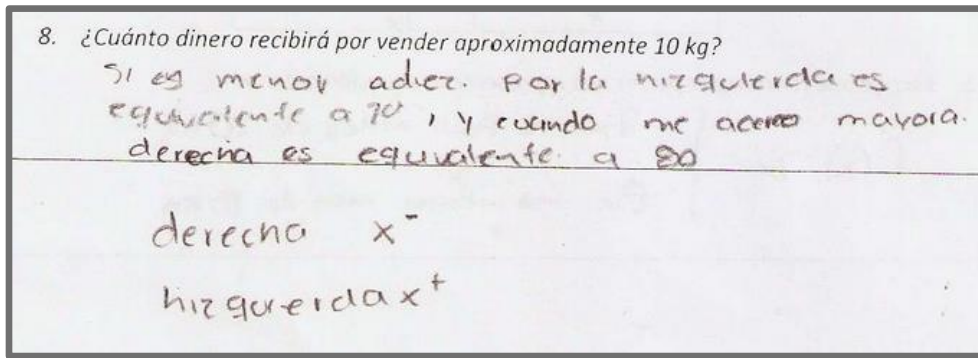 8. ¿Cuánto dinero recibirá por vender aproximadamente 10 kg?
Si es menor a diez. Por la hizquierda es
equivalente a 70, y cuando me acerco mayor a.
derecha es equivalente. a 80
derecha x⁻
hizquierda x⁺